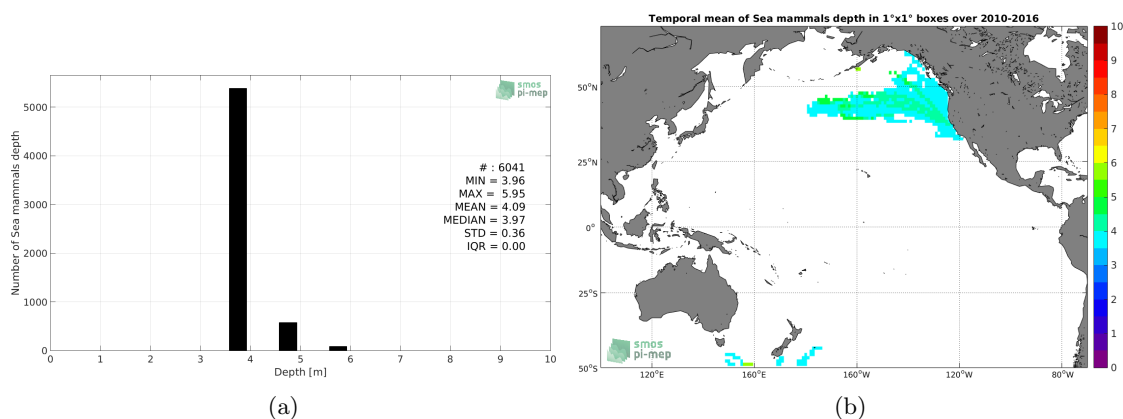 smos
pi-mep
Number of Sea mammals depth
5000
4000
3000
2000
1000
0
# : 6041
MIN = 3.96
MAX = 5.95
MEAN = 4.09
MEDIAN = 3.97
STD = 0.36
IQR = 0.00
0 1 2 3 4 5 6 7 8 9 10
Depth [m]
(a)
Temporal mean of Sea mammals depth in 1°x1° boxes over 2010-2016
50°N
25°N
0°
25°S
50°S
120°E 160°E 160°W 120°W 80°W
smos
pi-mep
10
9
8
7
6
5
4
3
2
1
0
(b)